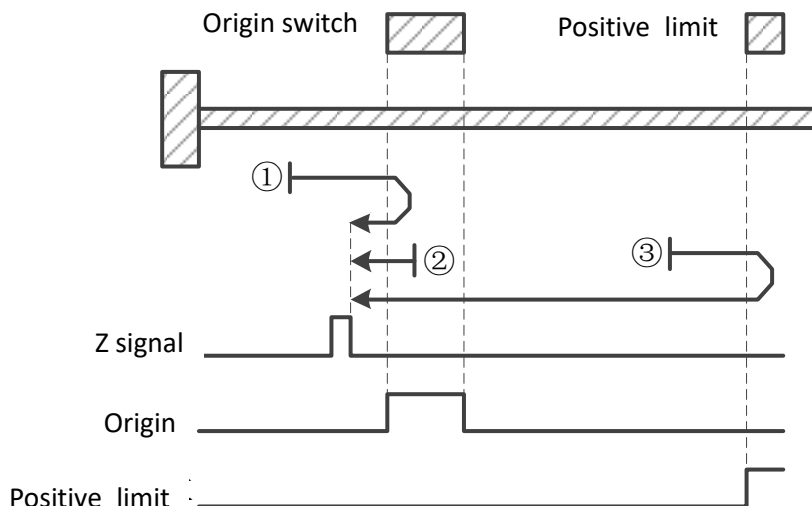 Origin switch
Positive limit
①
②
③
Z signal
Origin
Positive limit